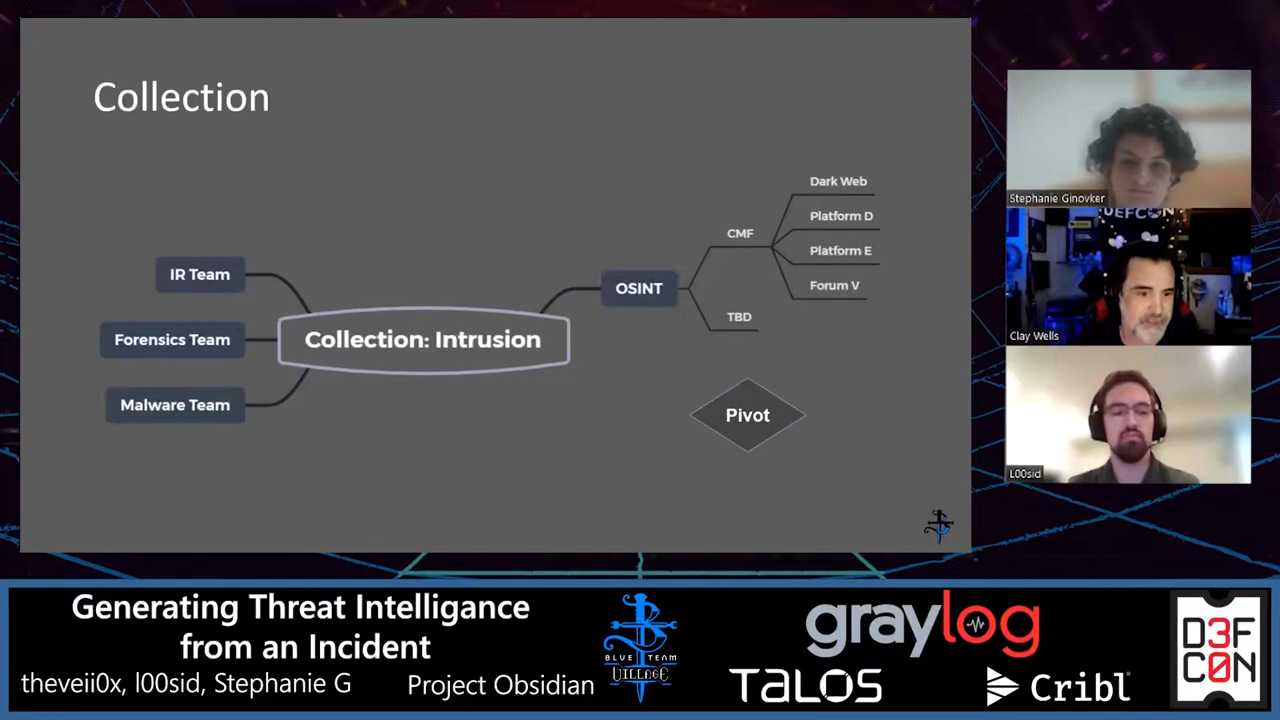 Collection
IR Team
Forensics Team
Malware Team
Collection: Intrusion
OSINT
CMF
TBD
Dark Web
Platform D
Platform E
Forum V
Pivot
Stephanie Ginovker
DEFCON
Clay Wells
L00sid
Generating Threat Intelligance
from an Incident
theveii0x, l00sid, Stephanie G
Project Obsidian
BLUE TEAM
VILLAGE
graylog
TALOS
Cribl
D3F
C0N